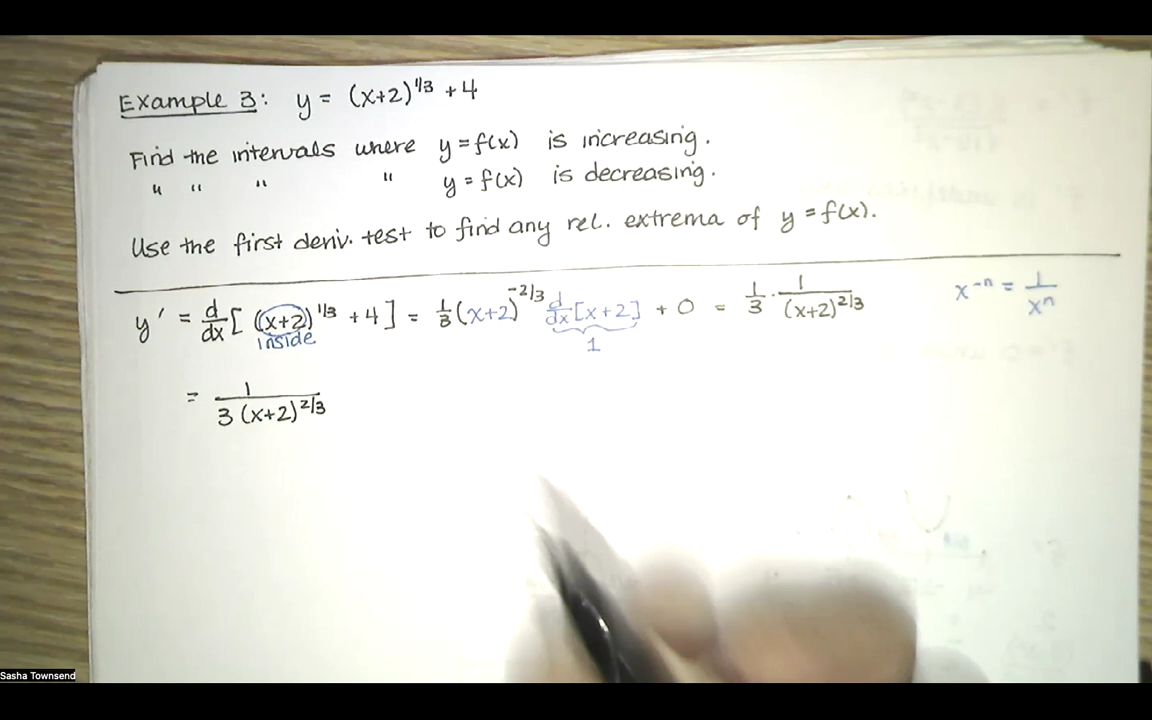 Example 3: y = (x+2)^1/3 + 4
Find the intervals where y = f(x) is increasing.
" " " " y = f(x) is decreasing.
Use the first deriv. test to find any rel. extrema of y = f(x).
y' = d/dx [(x+2)^1/3 + 4] = 1/3 (x+2)^-2/3 d/dx [x+2] + 0 = 1/3 · 1/(x+2)^2/3 x^-n = 1/x^n
inside 1
= 1/3(x+2)^2/3
Sasha Townsend